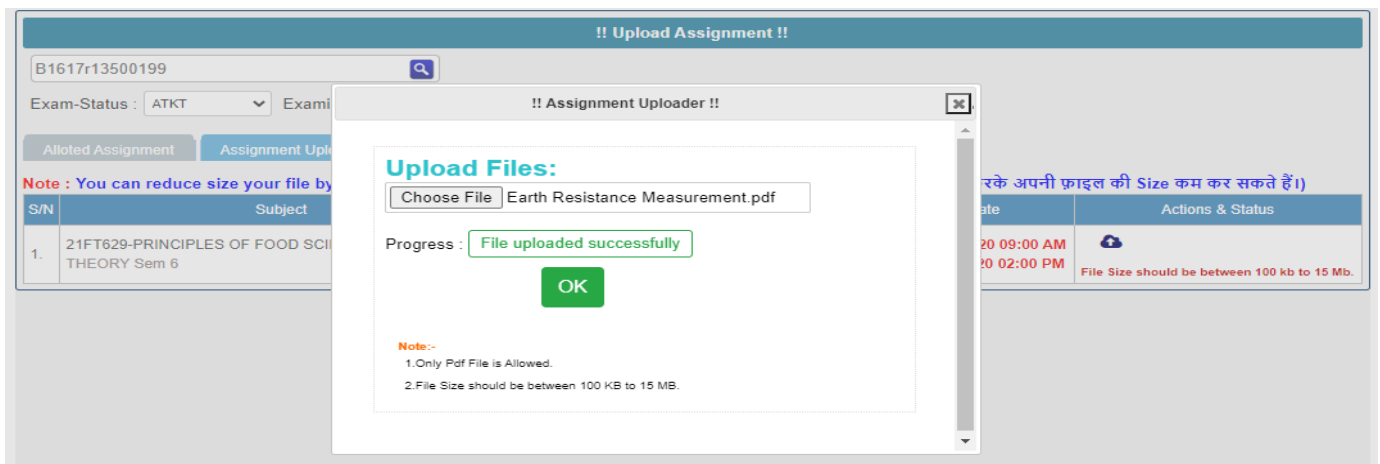 !! Upload Assignment !!
B1617r13500199
Exam-Status : ATKT Exami
!! Assignment Uploader !!
Alloted Assignment Assignment Uple
Upload Files:
Choose File Earth Resistance Measurement.pdf
Progress : File uploaded successfully
OK
Note:-
1.Only Pdf File is Allowed.
2.File Size should be between 100 KB to 15 MB.
Note : You can reduce size your file by रके अपनी फ़ाइल की Size कम कर सकते हैं।)
S/N Subject ate Actions & Status
1. 21FT629-PRINCIPLES OF FOOD SCI 20 09:00 AM
THEORY Sem 6 20 02:00 PM
File Size should be between 100 kb to 15 Mb.